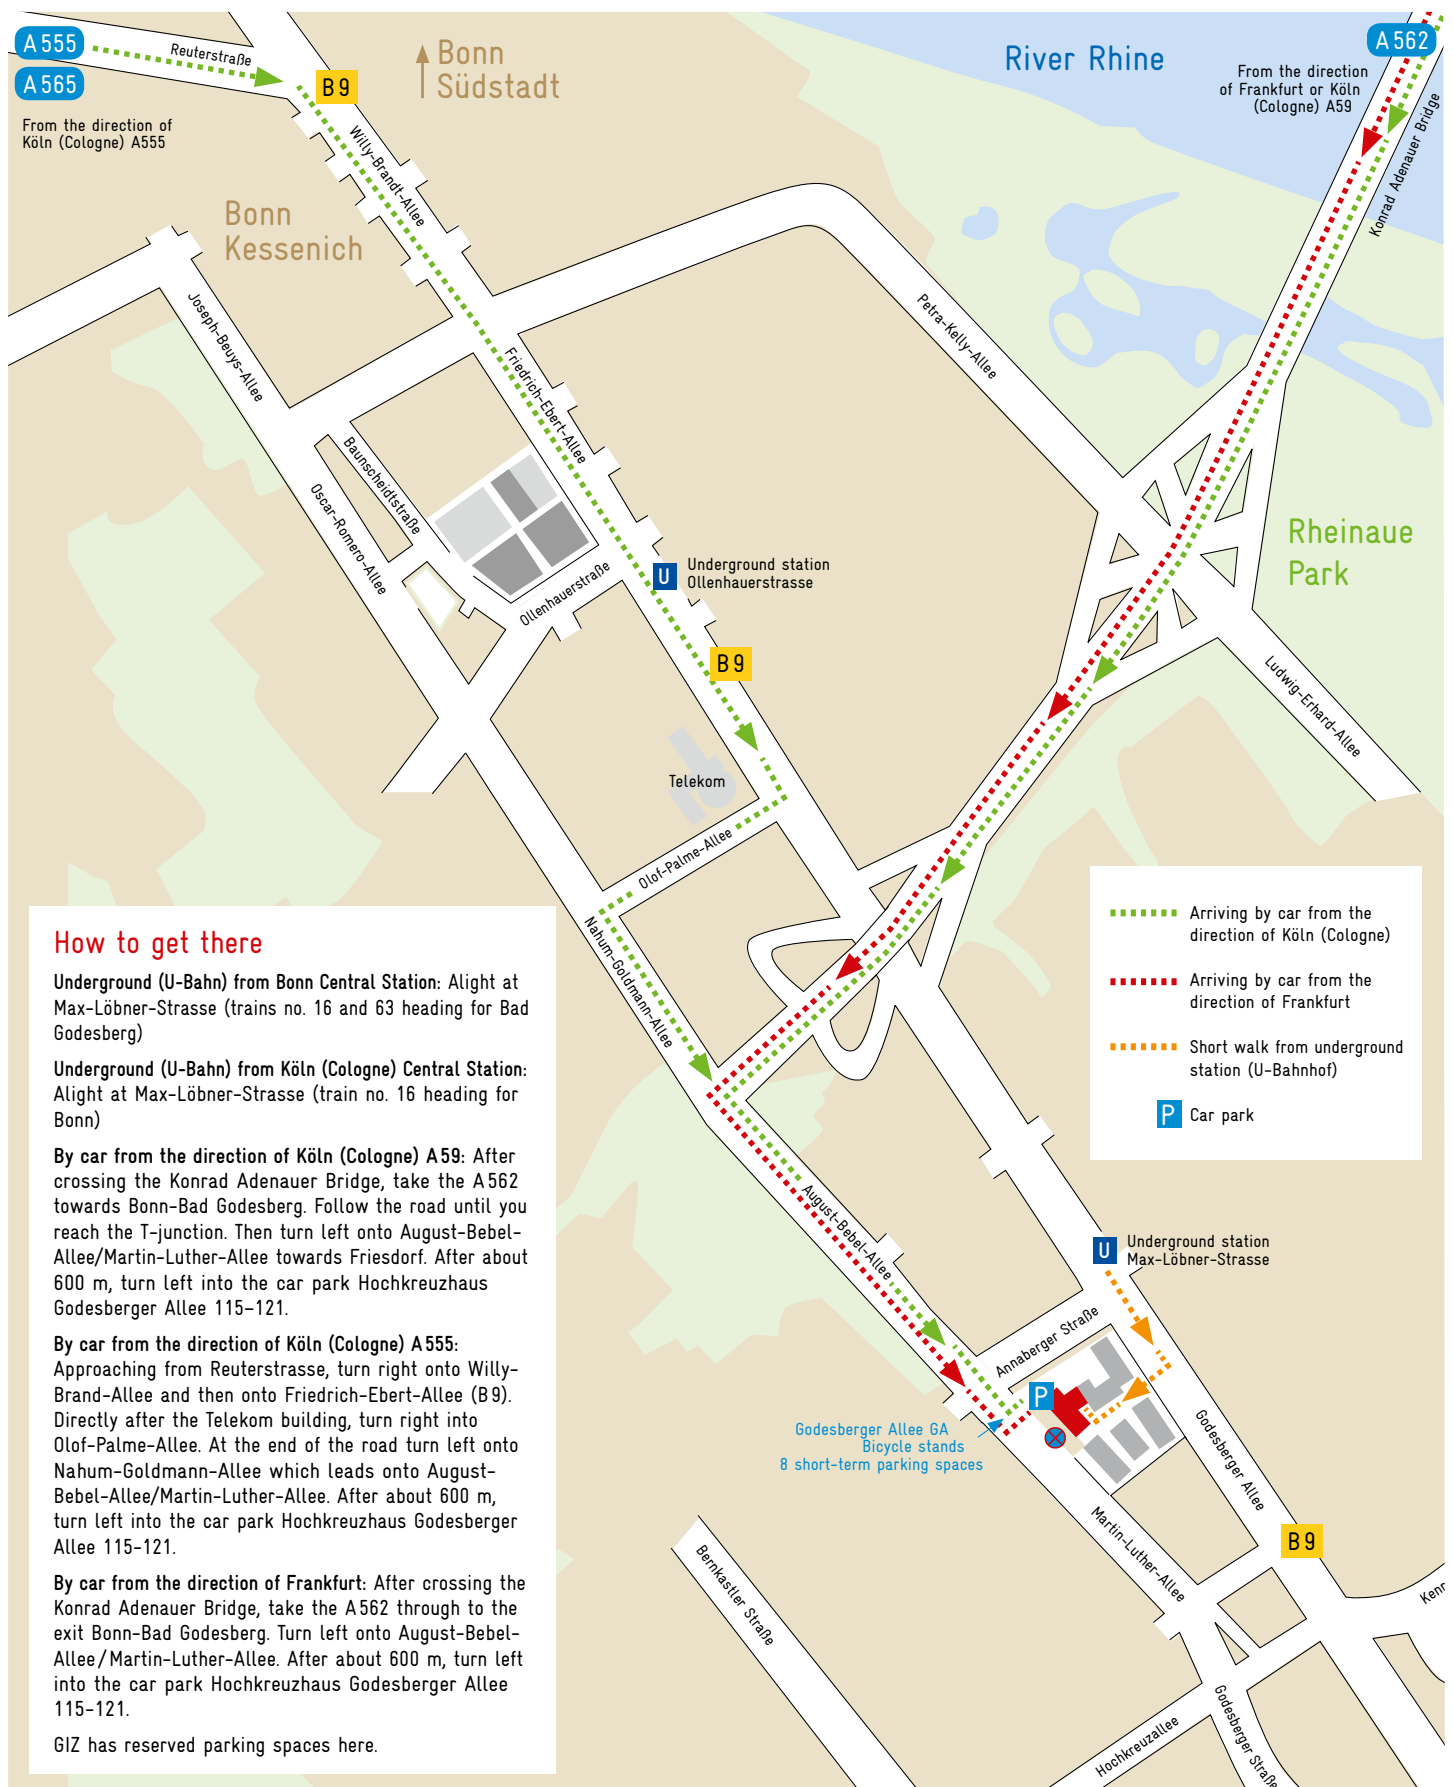 A 555
A 565
From the direction of
Köln (Cologne) A555
Reuterstraße
B 9
Bonn
Südstadt
River Rhine
A 562
From the direction
of Frankfurt or Köln
(Cologne) A59
Konrad Adenauer Bridge
Willy-Brandt-Allee
Bonn
Kessenich
Joseph-Beuys-Allee
Petra-Kelly-Allee
Friedrich-Ebert-Allee
Baunscheidtstraße
Oscar-Romero-Allee
Rheinaue
Park
U
Underground station
Ollenhauerstrasse
Ollenhauerstraße
B 9
Ludwig-Erhard-Allee
Telekom
Olof-Palme-Allee
Nahum-Goldmann-Allee
Arriving by car from the
direction of Köln (Cologne)
Arriving by car from the
direction of Frankfurt
Short walk from underground
station (U-Bahnhof)
P Car park
How to get there
Underground (U-Bahn) from Bonn Central Station: Alight at
Max-Löbner-Strasse (trains no. 16 and 63 heading for Bad
Godesberg)
Underground (U-Bahn) from Köln (Cologne) Central Station:
Alight at Max-Löbner-Strasse (train no. 16 heading for
Bonn)
By car from the direction of Köln (Cologne) A 59: After
crossing the Konrad Adenauer Bridge, take the A 562
towards Bonn-Bad Godesberg. Follow the road until you
reach the T-junction. Then turn left onto August-Bebel-
Allee/Martin-Luther-Allee towards Friesdorf. After about
600 m, turn left into the car park Hochkreuzhaus
Godesberger Allee 115–121.
By car from the direction of Köln (Cologne) A 555:
Approaching from Reuterstrasse, turn right onto Willy-
Brand-Allee and then onto Friedrich-Ebert-Allee (B 9).
Directly after the Telekom building, turn right into
Olof-Palme-Allee. At the end of the road turn left onto
Nahum-Goldmann-Allee which leads onto August-
Bebel-Allee/Martin-Luther-Allee. After about 600 m,
turn left into the car park Hochkreuzhaus Godesberger
Allee 115-121.
By car from the direction of Frankfurt: After crossing the
Konrad Adenauer Bridge, take the A 562 through to the
exit Bonn-Bad Godesberg. Turn left onto August-Bebel-
Allee / Martin-Luther-Allee. After about 600 m, turn left
into the car park Hochkreuzhaus Godesberger Allee
115–121.
GIZ has reserved parking spaces here.
August-Bebel-Allee
U
Underground station
Max-Löbner-Strasse
Annaberger Straße
P
Godesberger Allee GA
Bicycle stands
8 short-term parking spaces
Godesberger Allee
Martin-Luther-Allee
B 9
Bernkastler Straße
Kenn
Godesberger Straße
Hochkreuzallee